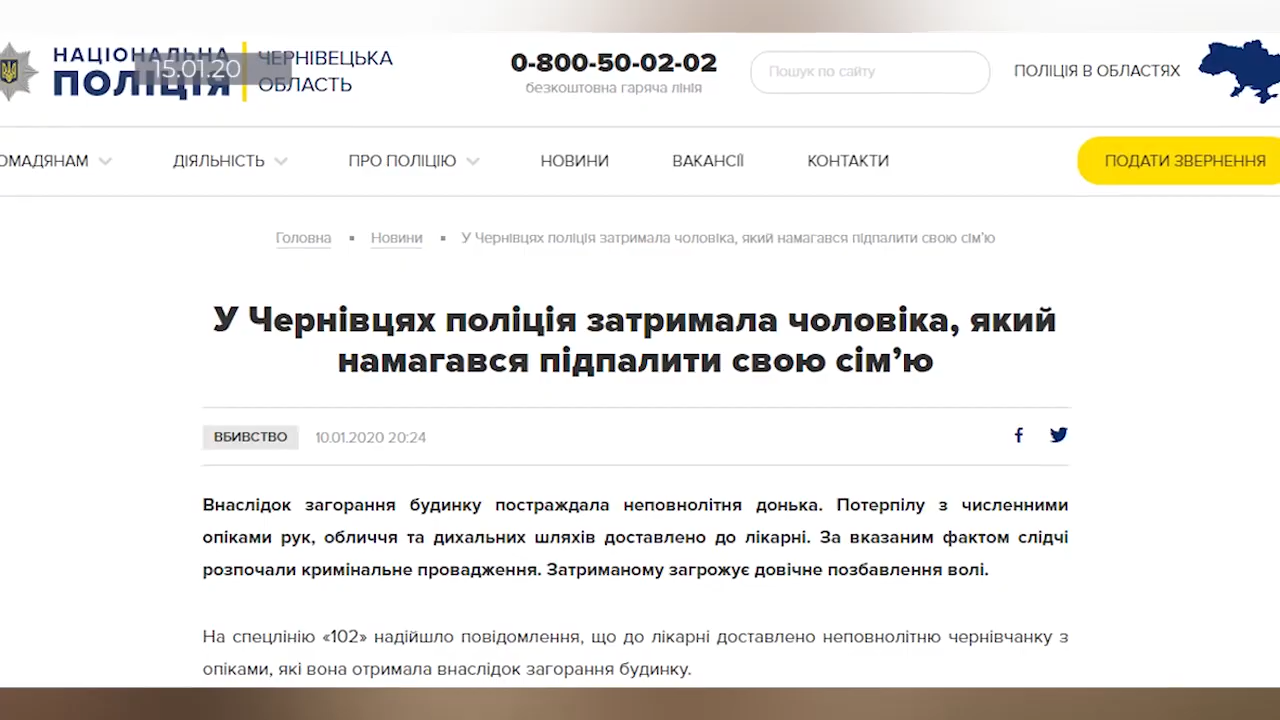 НАЦІОНАЛЬНА
ПОЛІЦІЯ
15.01.20
ЧЕРНІВЕЦЬКА
ОБЛАСТЬ
0-800-50-02-02
безкоштовна гаряча лінія
Пошук по сайту
ПОЛІЦІЯ В ОБЛАСТЯХ
ОМАДЯНАМ
ДІЯЛЬНІСТЬ
ПРО ПОЛІЦІЮ
НОВИНИ
ВАКАНСІЇ
КОНТАКТИ
ПОДАТИ ЗВЕРНЕННЯ
Головна ▪ Новини ▪ У Чернівцях поліція затримала чоловіка, який намагався підпалити свою сім’ю
У Чернівцях поліція затримала чоловіка, який
намагався підпалити свою сім’ю
ВБИВСТВО 10.01.2020 20:24
Внаслідок загорання будинку постраждала неповнолітня донька. Потерпілу з численними
опіками рук, обличчя та дихальних шляхів доставлено до лікарні. За вказаним фактом слідчі
розпочали кримінальне провадження. Затриманому загрожує довічне позбавлення волі.
На спецлінію «102» надійшло повідомлення, що до лікарні доставлено неповнолітню чернівчанку з
опіками, які вона отримала внаслідок загорання будинку.